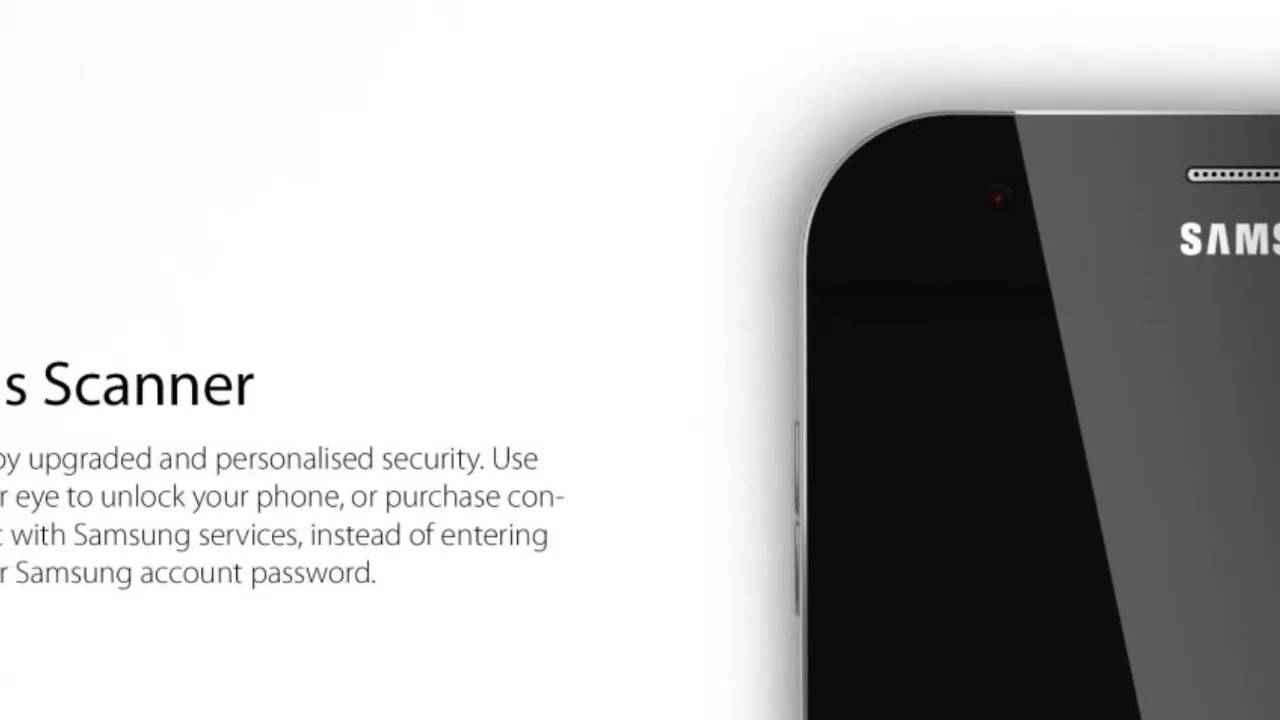 s Scanner
by upgraded and personalised security. Use
r eye to unlock your phone, or purchase con-
t with Samsung services, instead of entering
r Samsung account password.
SAMS